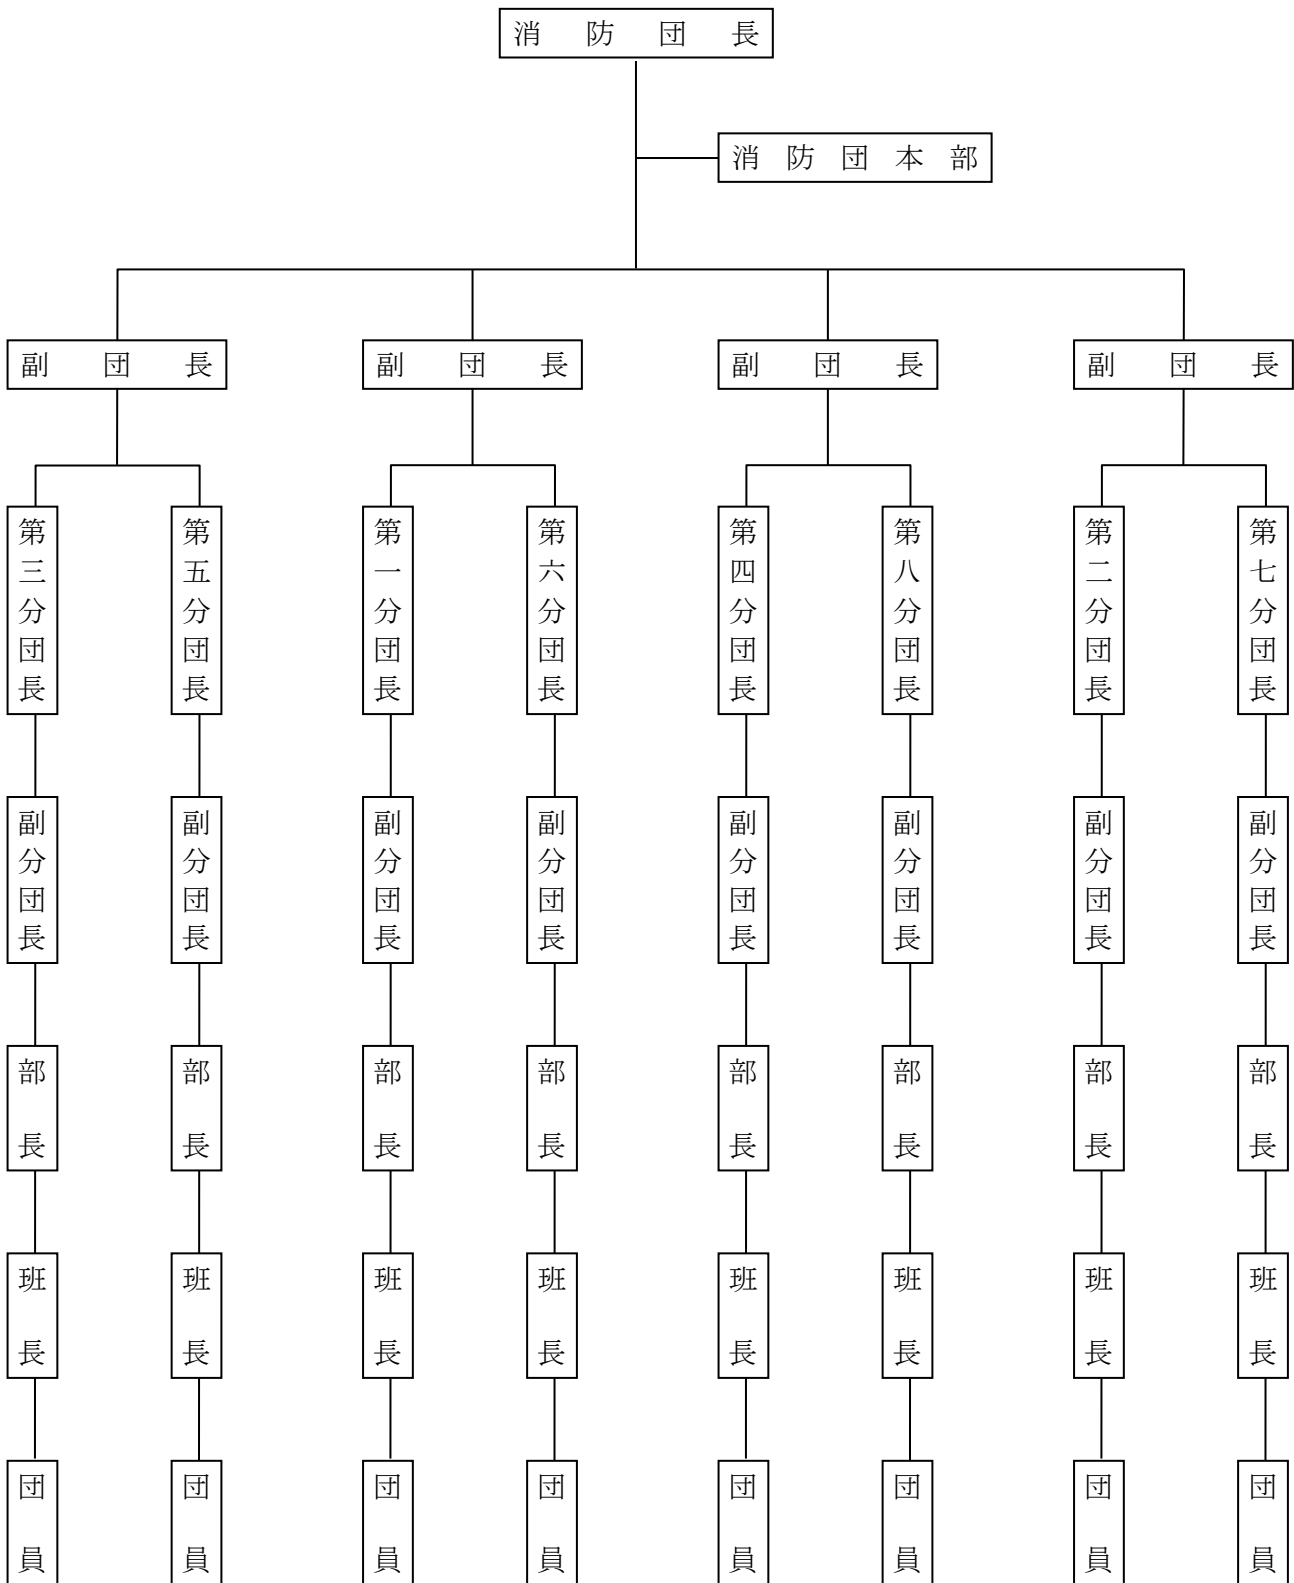 消防団長
消防団本部
副団長
副団長
副団長
副団長
第三分団長
第五分団長
第一分団長
第六分団長
第四分団長
第八分団長
第二分団長
第七分団長
副分団長
副分団長
副分団長
副分団長
副分団長
副分団長
副分団長
副分団長
部長
部長
部長
部長
部長
部長
部長
部長
班長
班長
班長
班長
班長
班長
班長
班長
団員
団員
団員
団員
団員
団員
団員
団員